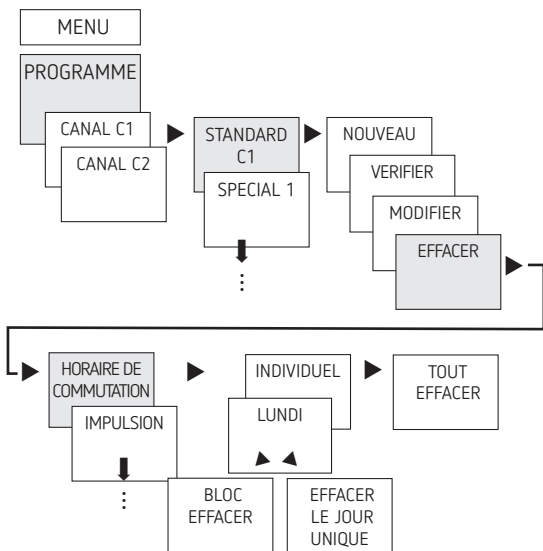 MENU
PROGRAMME
CANAL C1
CANAL C2
STANDARD
C1
SPECIAL 1
NOUVEAU
VERIFIER
MODIFIER
EFFACER
HORAIRE DE
COMMUTATION
IMPULSION
INDIVIDUEL
LUNDI
TOUT
EFFACER
BLOC
EFFACER
EFFACER
LE JOUR
UNIQUE